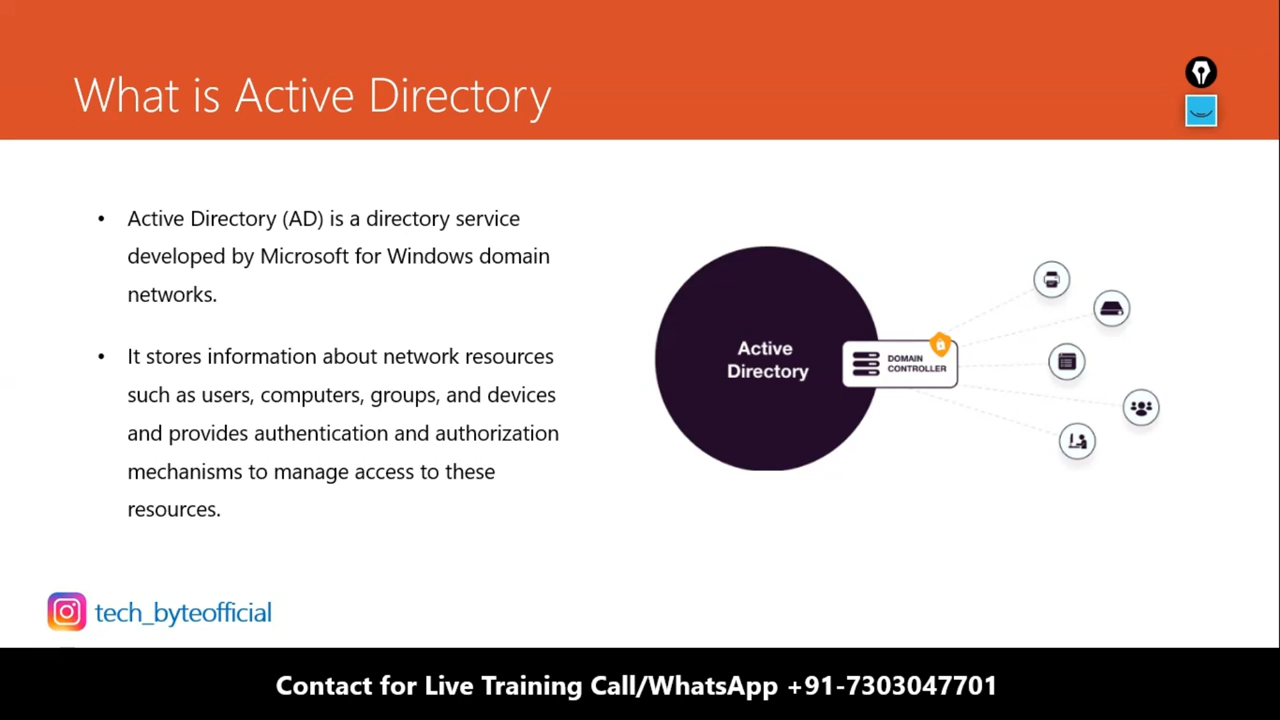 What is Active Directory
• Active Directory (AD) is a directory service
developed by Microsoft for Windows domain
networks.
• It stores information about network resources
such as users, computers, groups, and devices
and provides authentication and authorization
mechanisms to manage access to these
resources.
Active
Directory
DOMAIN
CONTROLLER
tech_byteofficial
Contact for Live Training Call/WhatsApp +91-7303047701